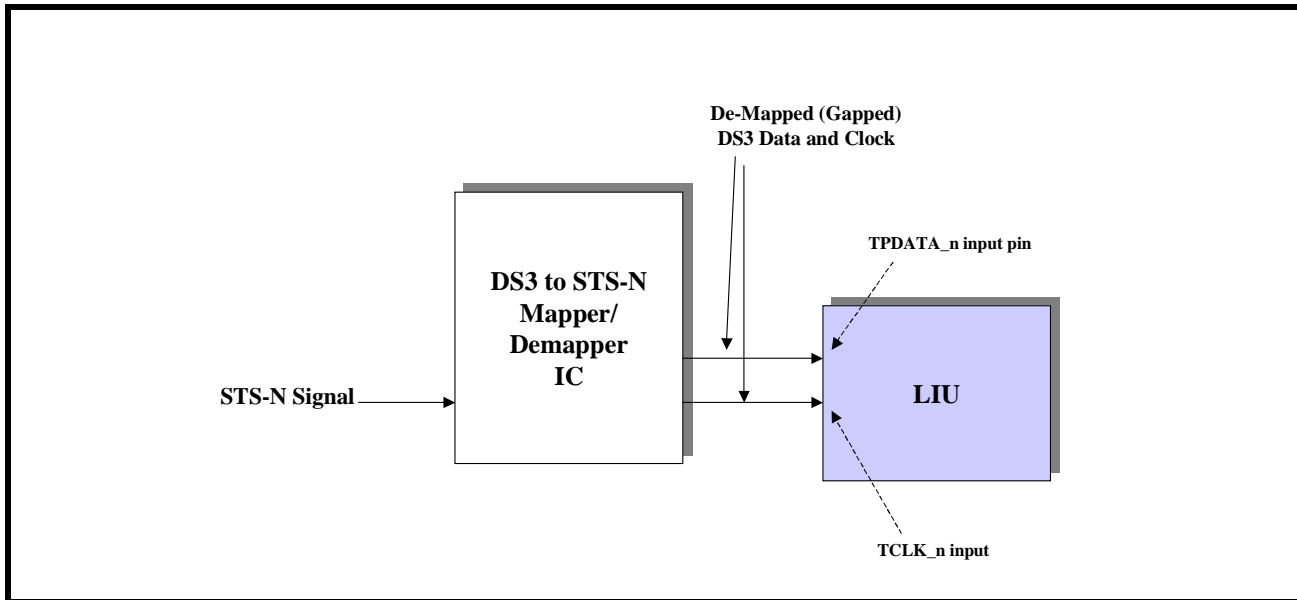 De-Mapped (Gapped)
DS3 Data and Clock
TPDATA_n input pin
DS3 to STS-N
Mapper/
Demapper
IC
STS-N Signal
LIU
TCLK_n input